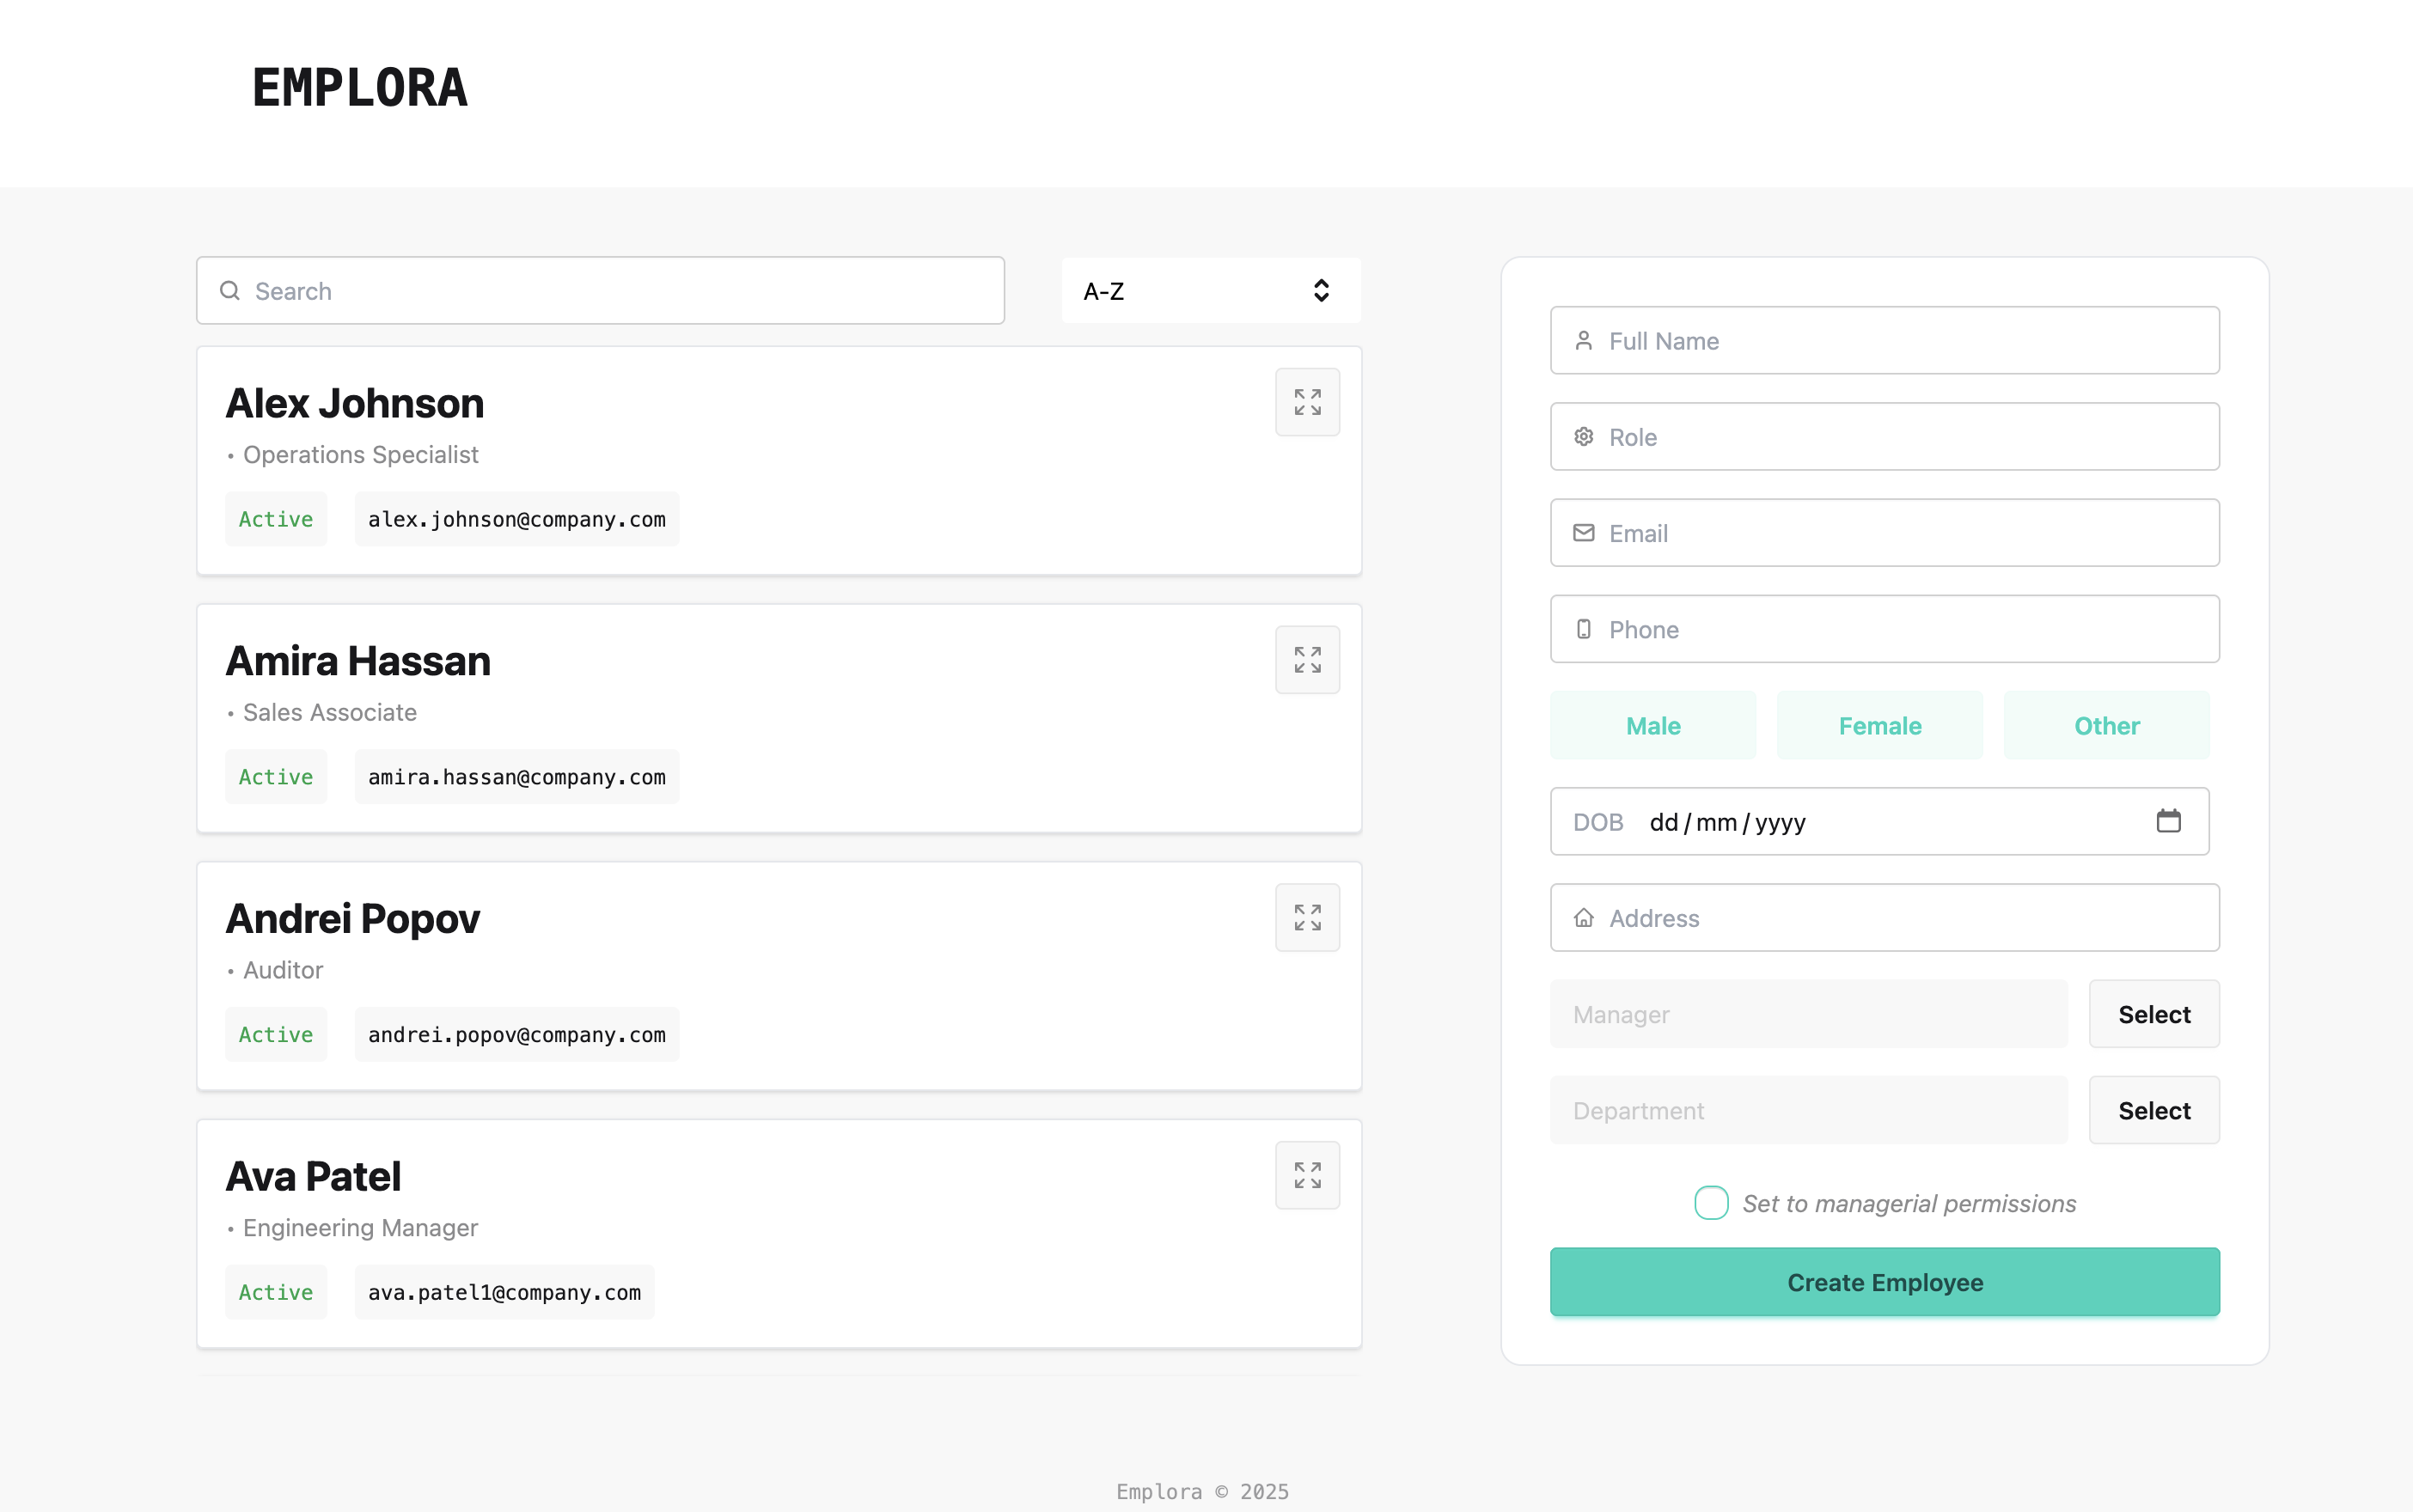 EMPLORA
Search
A-Z
Alex Johnson
• Operations Specialist
Active alex.johnson@company.com
Amira Hassan
• Sales Associate
Active amira.hassan@company.com
Andrei Popov
• Auditor
Active andrei.popov@company.com
Ava Patel
• Engineering Manager
Active ava.patel1@company.com
Full Name
Role
Email
Phone
Male Female Other
DOB dd/mm/yyyy
Address
Manager Select
Department Select
Set to managerial permissions
Create Employee
Emplora © 2025